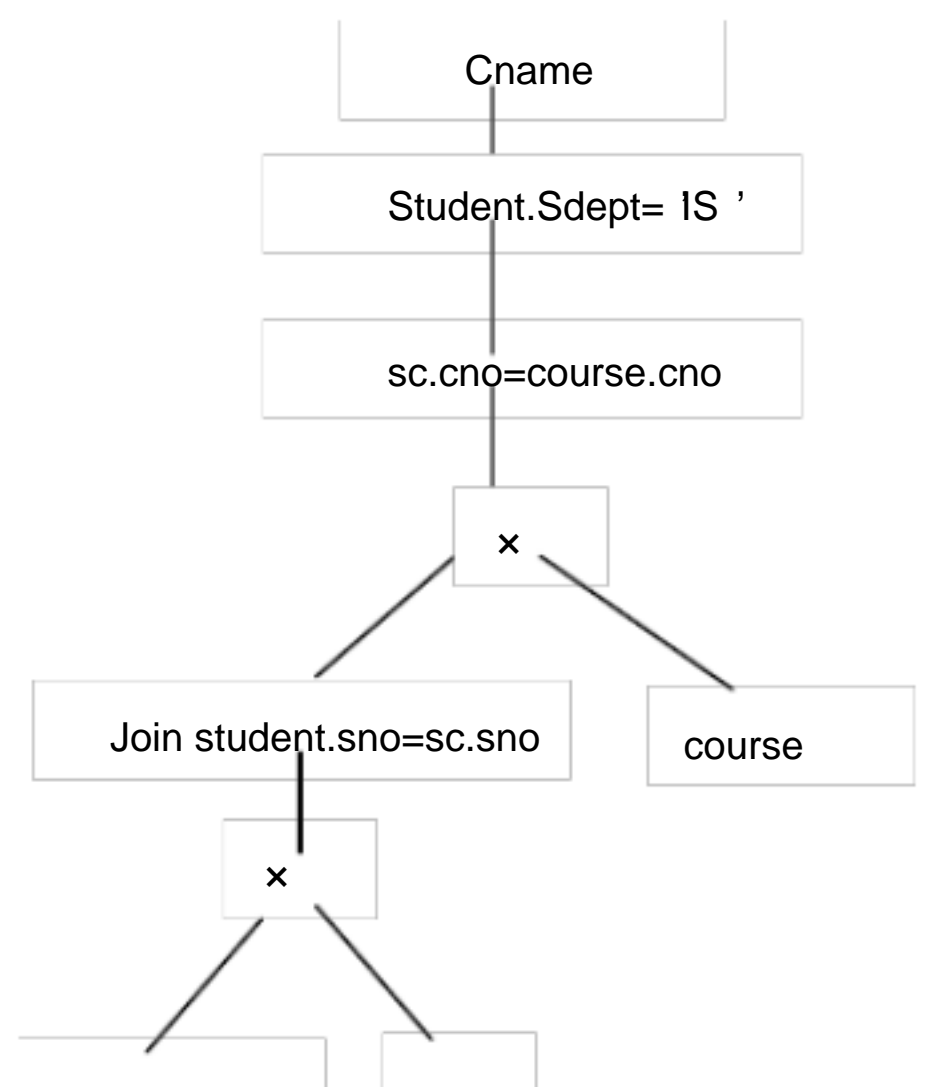 Cname
Student.Sdept= ‘IS ’
sc.cno=course.cno
×
Join student.sno=sc.sno
course
×